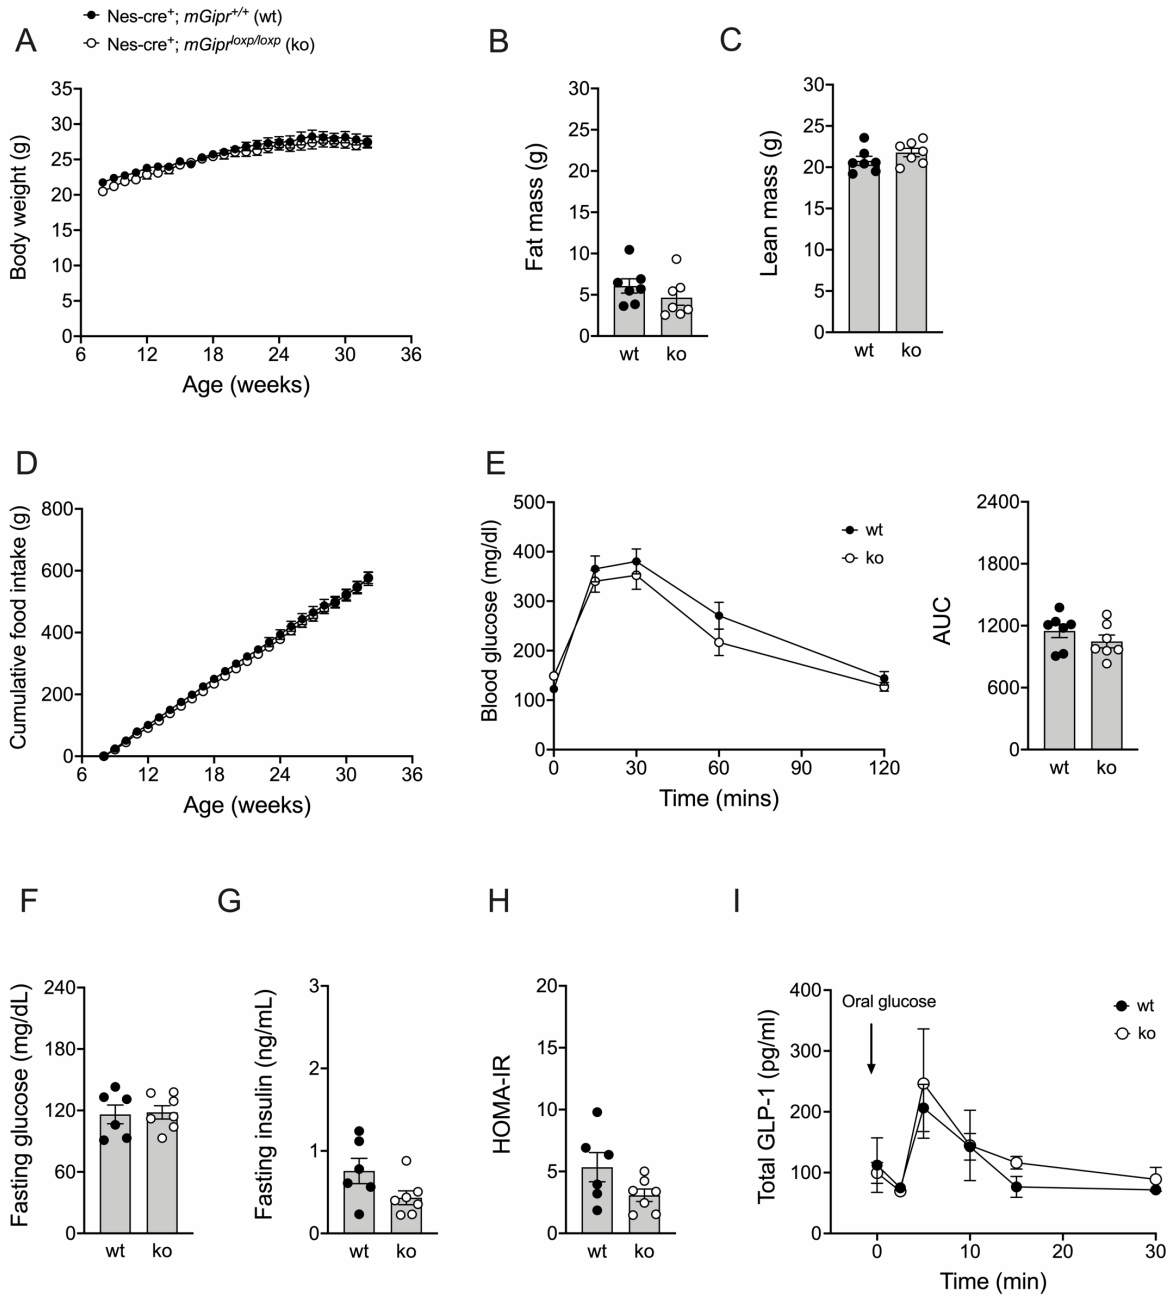 Nes-cre+; mGipr+/+ (wt)
Nes-cre+; mGiprloxp/loxp (ko)
A
B
C
35
30
25
20
15
10
5
0
Body weight (g)
6 12 18 24 30 36
Age (weeks)
30
25
20
15
10
5
0
Fat mass (g)
wt ko
30
25
20
15
10
5
0
Lean mass (g)
wt ko
D
E
800
600
400
200
0
Cumulative food intake (g)
6 12 18 24 30 36
Age (weeks)
500
400
300
200
100
0
Blood glucose (mg/dl)
wt
ko
0 30 60 90 120
Time (mins)
2400
1800
1200
600
0
AUC
wt ko
F
G
H
I
240
180
120
60
0
Fasting glucose (mg/dL)
wt ko
3
2
1
0
Fasting insulin (ng/mL)
wt ko
20
15
10
5
0
HOMA-IR
wt ko
400
300
200
100
0
Total GLP-1 (pg/ml)
Oral glucose
wt
ko
0 10 20 30
Time (min)